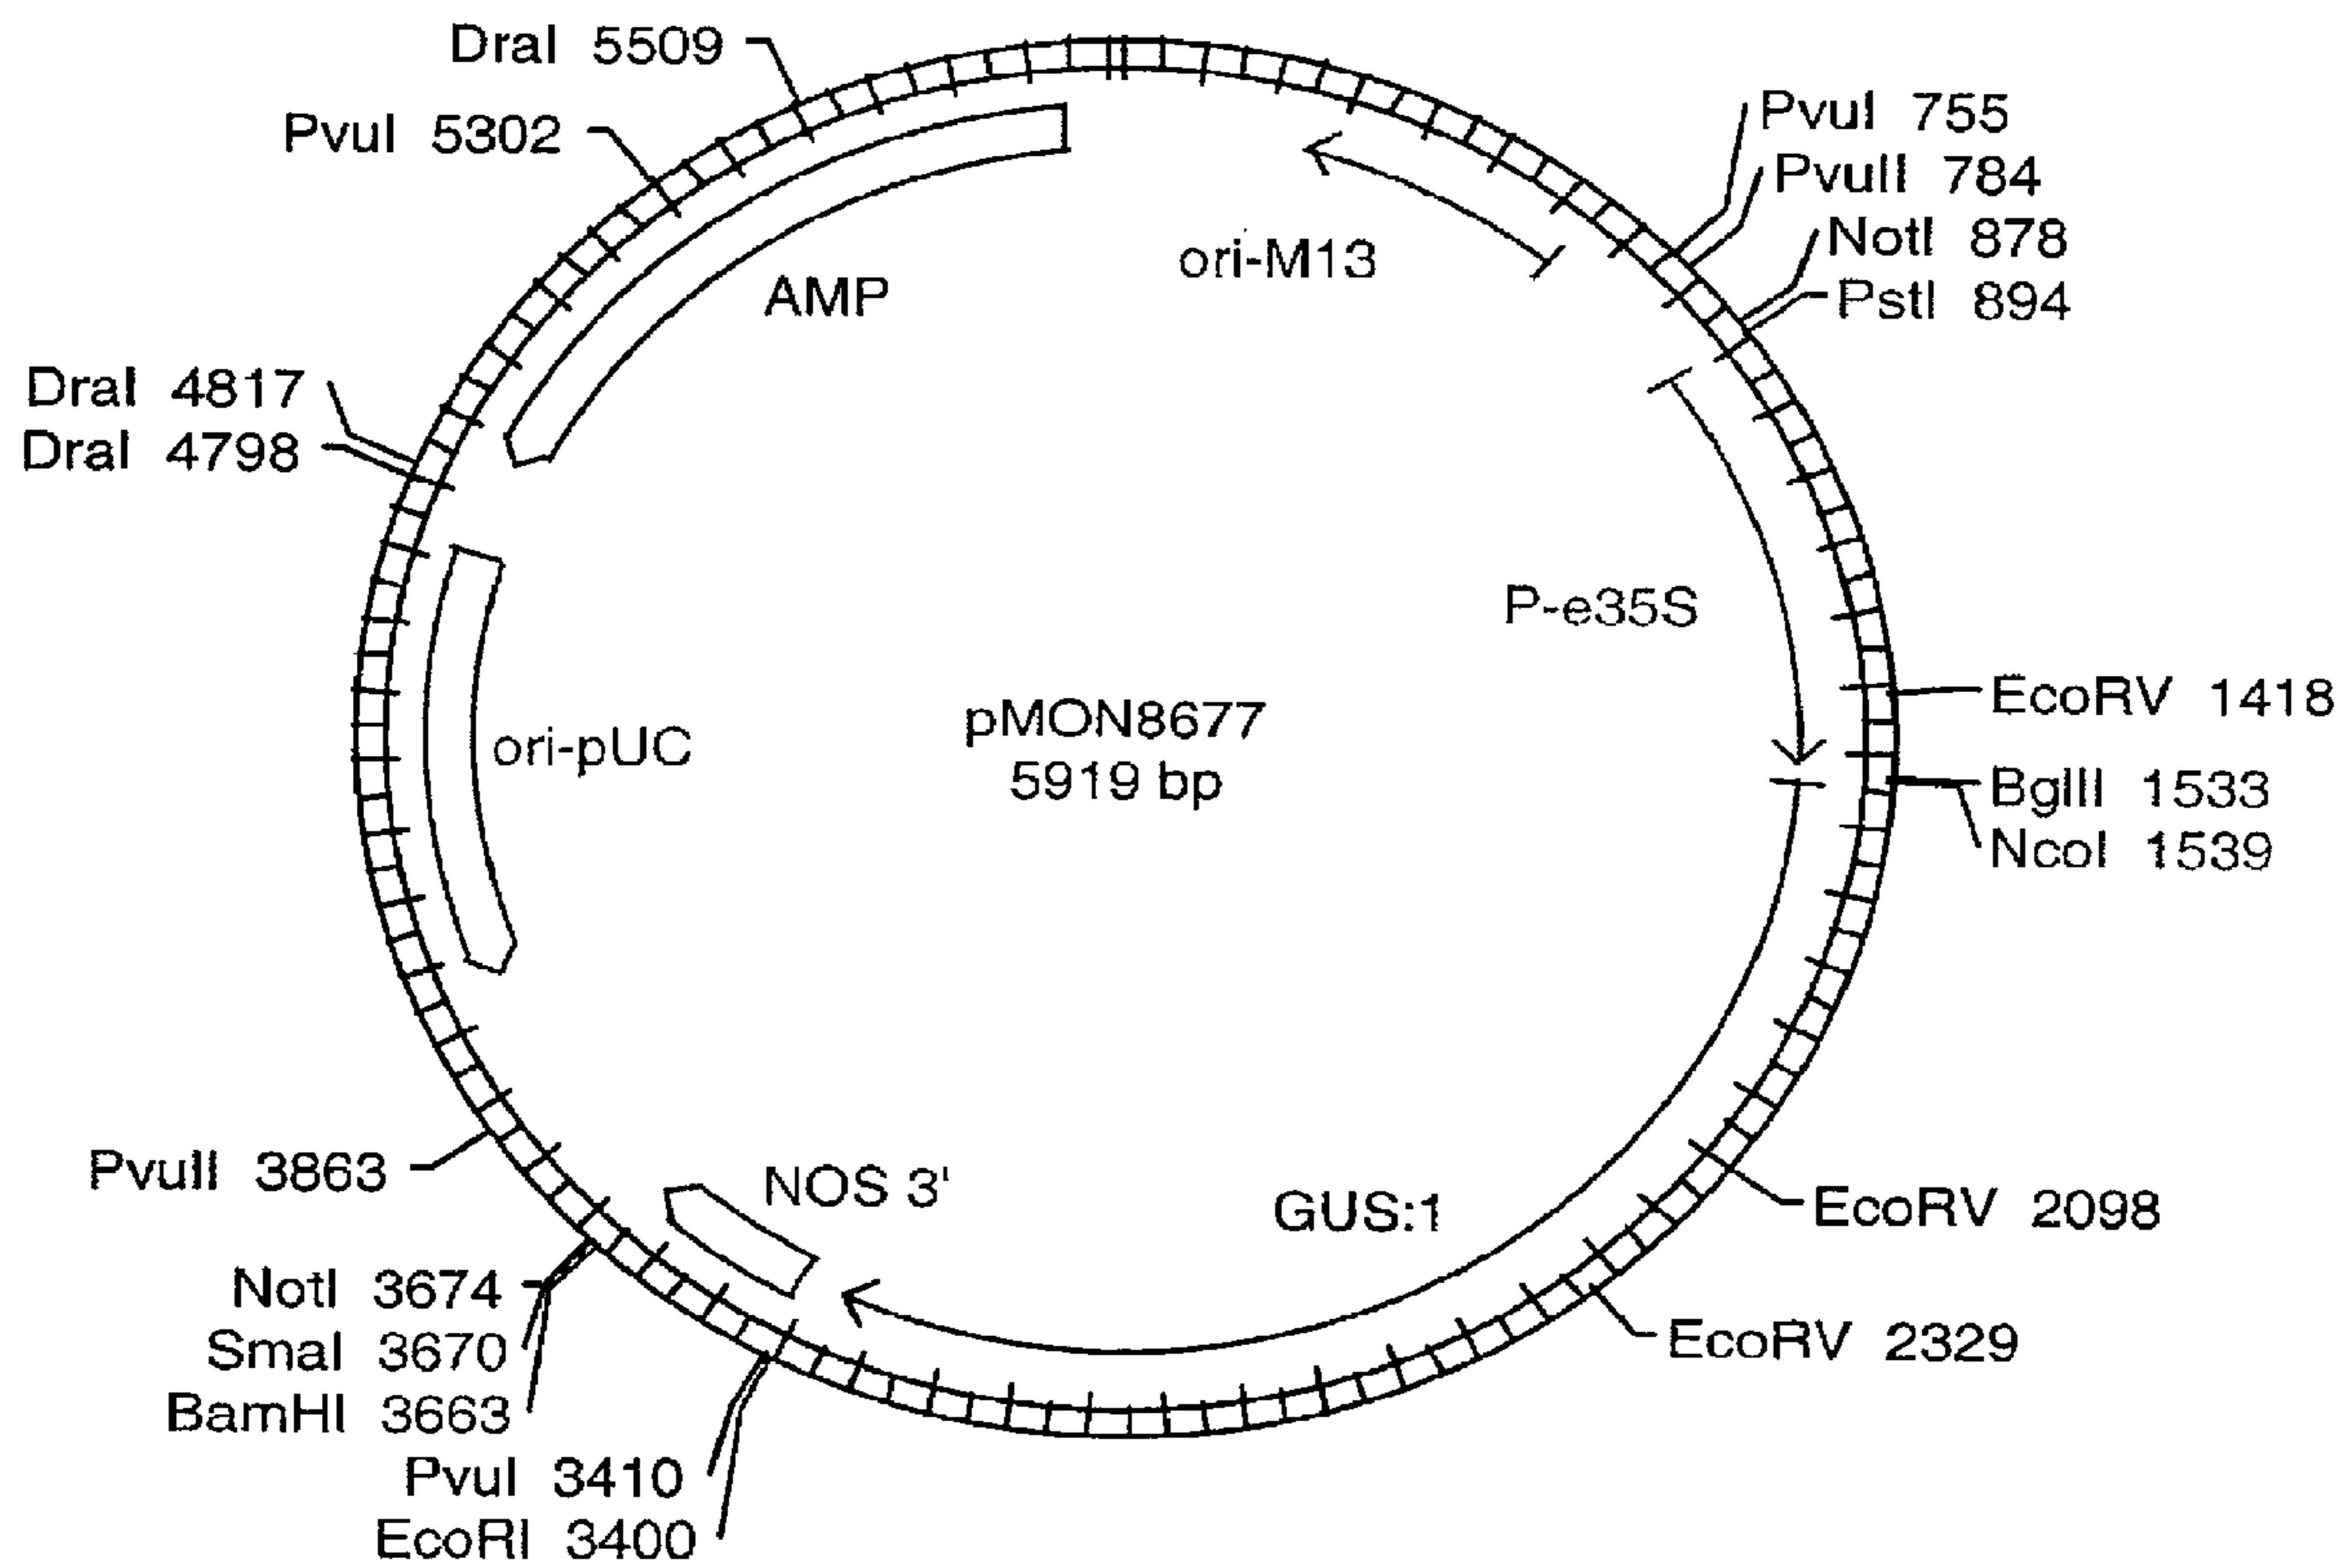 DraI 5509
PvuI 5302
DraI 4817
DraI 4798
PvuI 755
PvuII 784
NotI 878
PstI 894
ori-M13
AMP
P-e35S
EcoRV 1418
BglII 1533
NcoI 1539
pMON8677
5919 bp
ori-pUC
PvuII 3863
NOS 3'
GUS:1
EcoRV 2098
EcoRV 2329
NotI 3674
SmaI 3670
BamHI 3663
PvuI 3410
EcoRI 3400